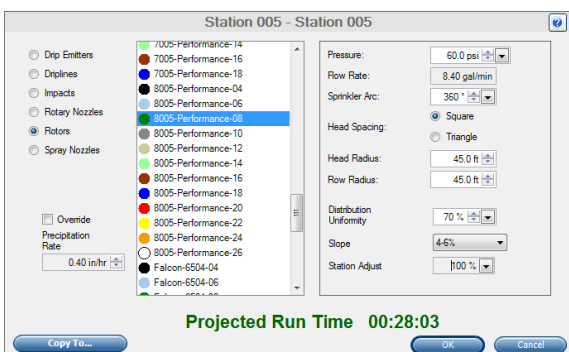 Station 005 - Station 005
Drip Emitters
Driplines
Impacts
Rotary Nozzles
Rotors
Spray Nozzles
Override
Precipitation
Rate
0.40 in/hr
7005-Performance-14
7005-Performance-16
7005-Performance-18
8005-Performance-04
8005-Performance-06
8005-Performance-08
8005-Performance-10
8005-Performance-12
8005-Performance-14
8005-Performance-16
8005-Performance-18
8005-Performance-20
8005-Performance-22
8005-Performance-24
8005-Performance-26
Falcon-6504-04
Falcon-6504-06
Pressure: 60.0 psi
Flow Rate: 8.40 gal/min
Sprinkler Arc: 360 °
Head Spacing:
Square
Triangle
Head Radius: 45.0 ft
Row Radius: 45.0 ft
Distribution
Uniformity 70 %
Slope 4-6%
Station Adjust 100 %
Projected Run Time 00:28:03
Copy To...
OK
Cancel